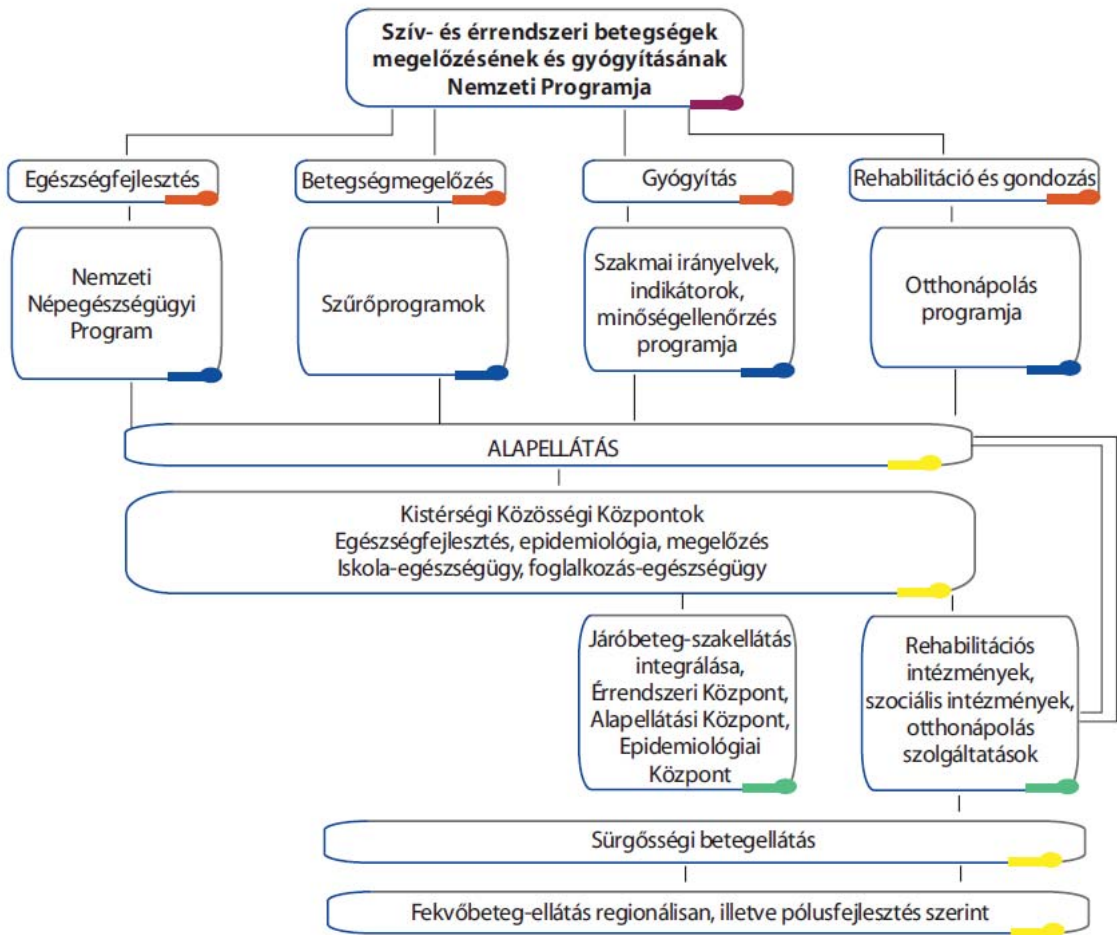 Szív- és érrendszeri betegségek
megelőzésének és gyógyításának
Nemzeti Programja
Egészségfejlesztés
Betegségmegelőzés
Gyógyítás
Rehabilitáció és gondozás
Nemzeti
Népegészségügyi
Program
Szűrőprogramok
Szakmai irányelvek,
indikátorok,
minőségellenőrzés
programja
Otthonápolás
programja
ALAPELLÁTÁS
Kistérségi Közösségi Központok
Egészségfejlesztés, epidemiológia, megelőzés
Iskola-egészségügy, foglalkozás-egészségügy
Járóbeteg-szakellátás
integrálása,
Érrendszeri Központ,
Alapellátási Központ,
Epidemiológiai
Központ
Rehabilitációs
intézmények,
szociális intézmények,
otthonápolás
szolgáltatások
Sürgősségi betegellátás
Fekvőbeteg-ellátás regionálisan, illetve pólusfejlesztés szerint